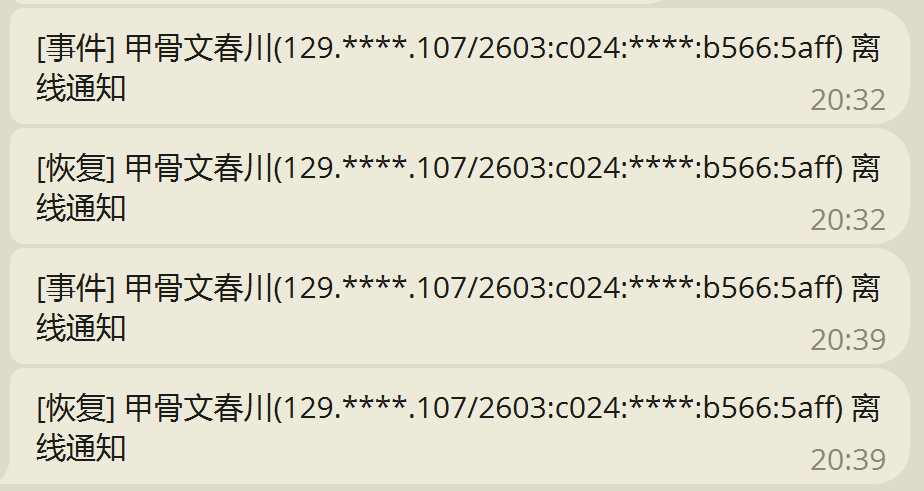 [事件] 甲骨文春川(129.****.107/2603:c024:****:b566:5aff) 离
线通知
20:32
[恢复] 甲骨文春川(129.****.107/2603:c024:****:b566:5aff) 离
线通知
20:32
[事件] 甲骨文春川(129.****.107/2603:c024:****:b566:5aff) 离
线通知
20:39
[恢复] 甲骨文春川(129.****.107/2603:c024:****:b566:5aff) 离
线通知
20:39